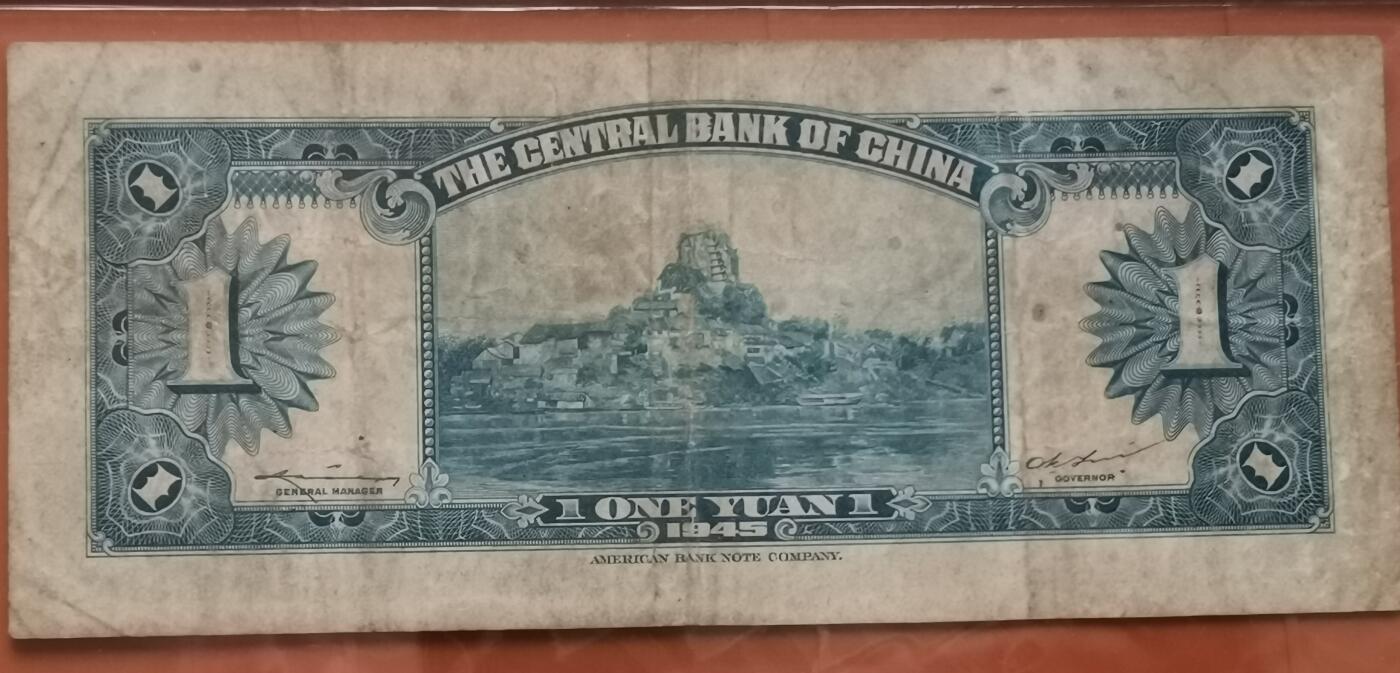 THE CENTRAL BANK OF CHINA
1
1
GENERAL MANAGER
GOVERNOR
1 ONE YUAN 1
1945
AMERICAN BANK NOTE COMPANY.